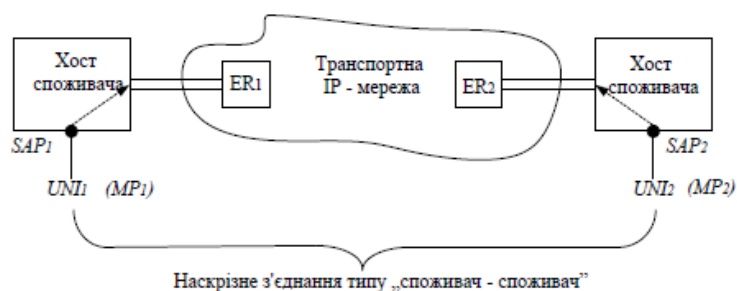 Хост
споживача
ER1
Транспортна
IP - мережа
ER2
Хост
споживача
SAP1
SAP2
UNI1 (MP1)
UNI2 (MP2)
Наскрізне з'єднання типу „споживач - споживач”